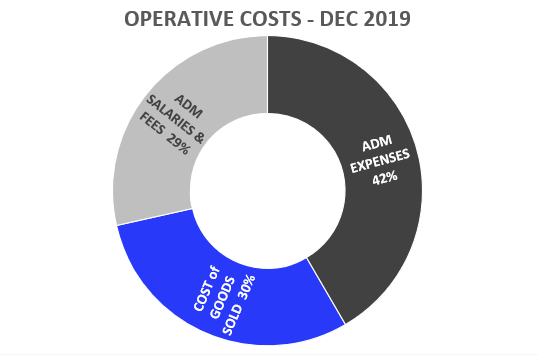 OPERATIVE COSTS - DEC 2019
ADM
SALARIES &
FEES 29%
ADM
EXPENSES
42%
COST of
GOODS
SOLD 30%